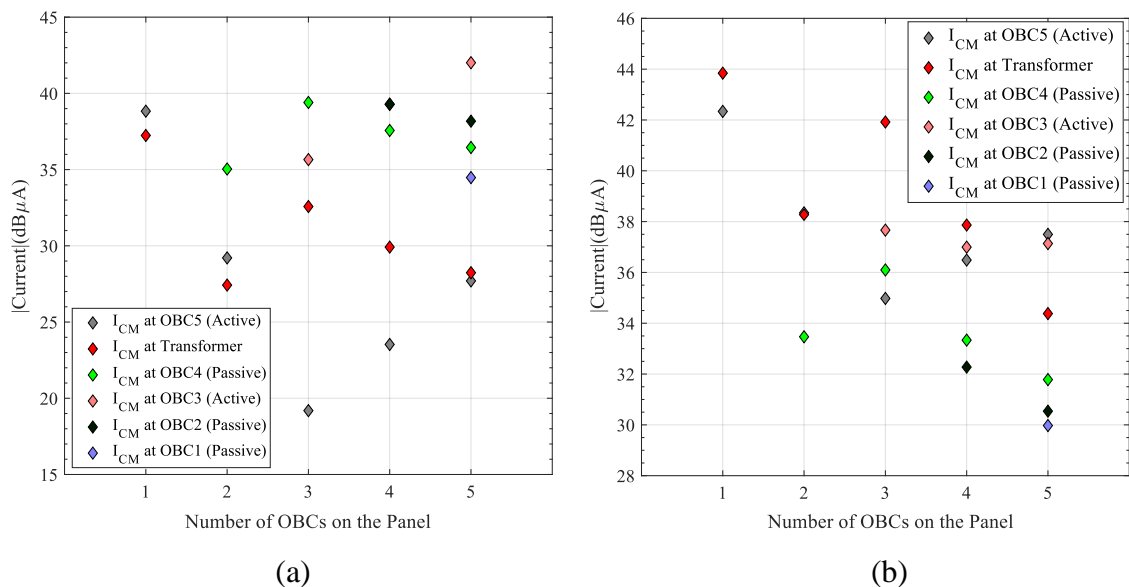 45
40
35
30
25
20
15
|Current|(dBμA)
I_CM at OBC5 (Active)
I_CM at Transformer
I_CM at OBC4 (Passive)
I_CM at OBC3 (Active)
I_CM at OBC2 (Passive)
I_CM at OBC1 (Passive)
1 2 3 4 5
Number of OBCs on the Panel
(a)
46
44
42
40
38
36
34
32
30
28
|Current|(dBμA)
I_CM at OBC5 (Active)
I_CM at Transformer
I_CM at OBC4 (Passive)
I_CM at OBC3 (Active)
I_CM at OBC2 (Passive)
I_CM at OBC1 (Passive)
1 2 3 4 5
Number of OBCs on the Panel
(b)